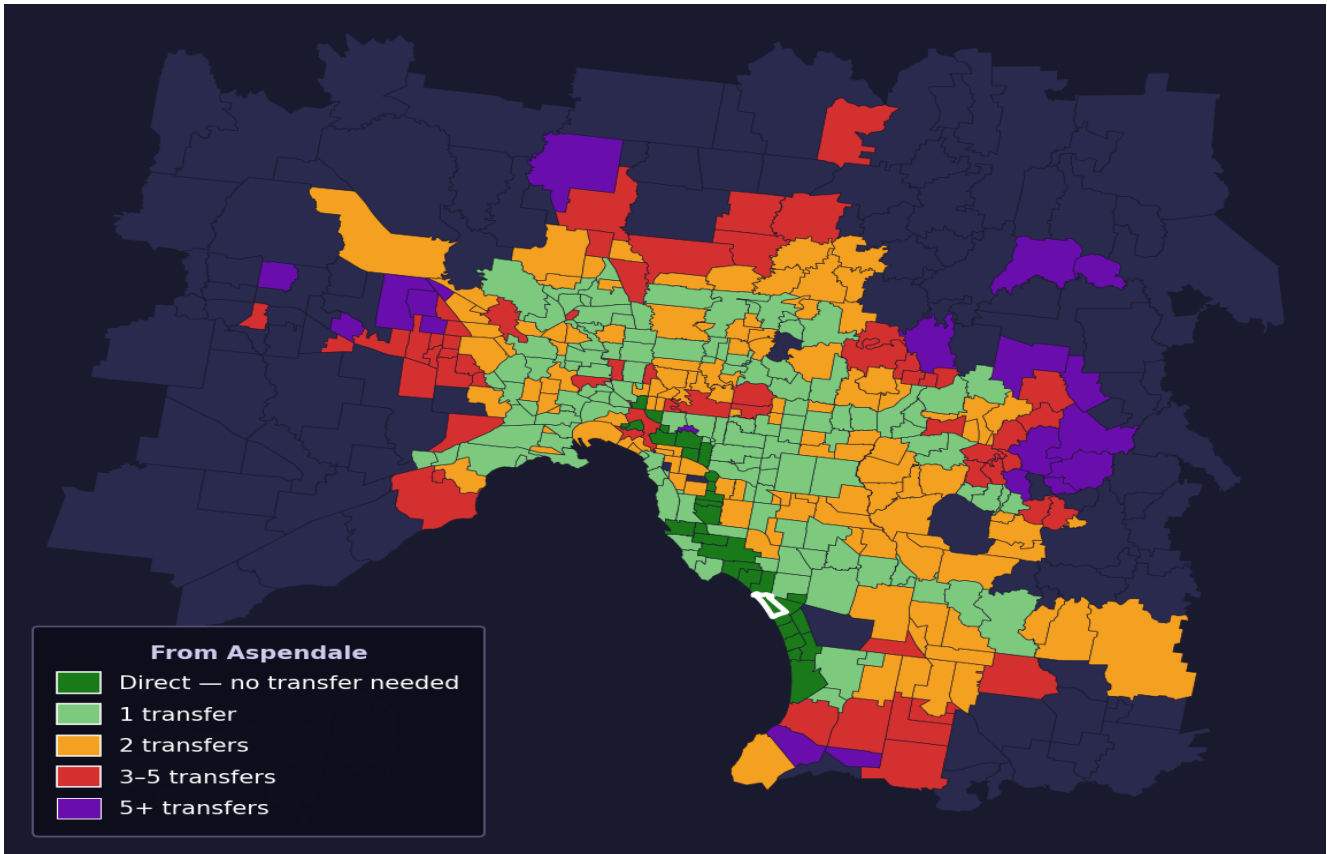 From Aspendale
Direct — no transfer needed
1 transfer
2 transfers
3–5 transfers
5+ transfers